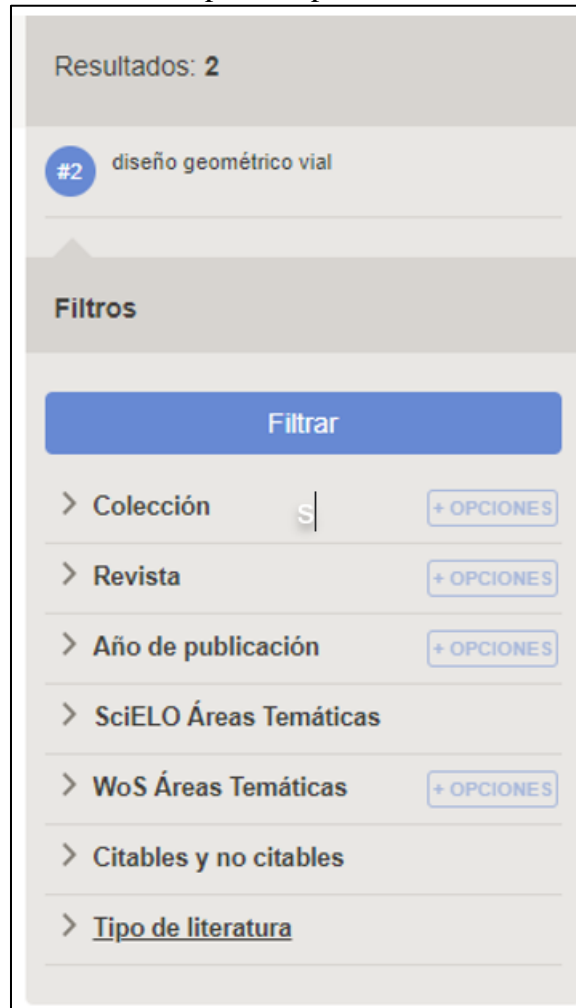 Resultados: 2
#2 diseño geométrico vial
Filtros
Filtrar
Colección s + OPCIONES
Revista + OPCIONES
Año de publicación + OPCIONES
SciELO Áreas Temáticas
WoS Áreas Temáticas + OPCIONES
Citables y no citables
Tipo de literatura